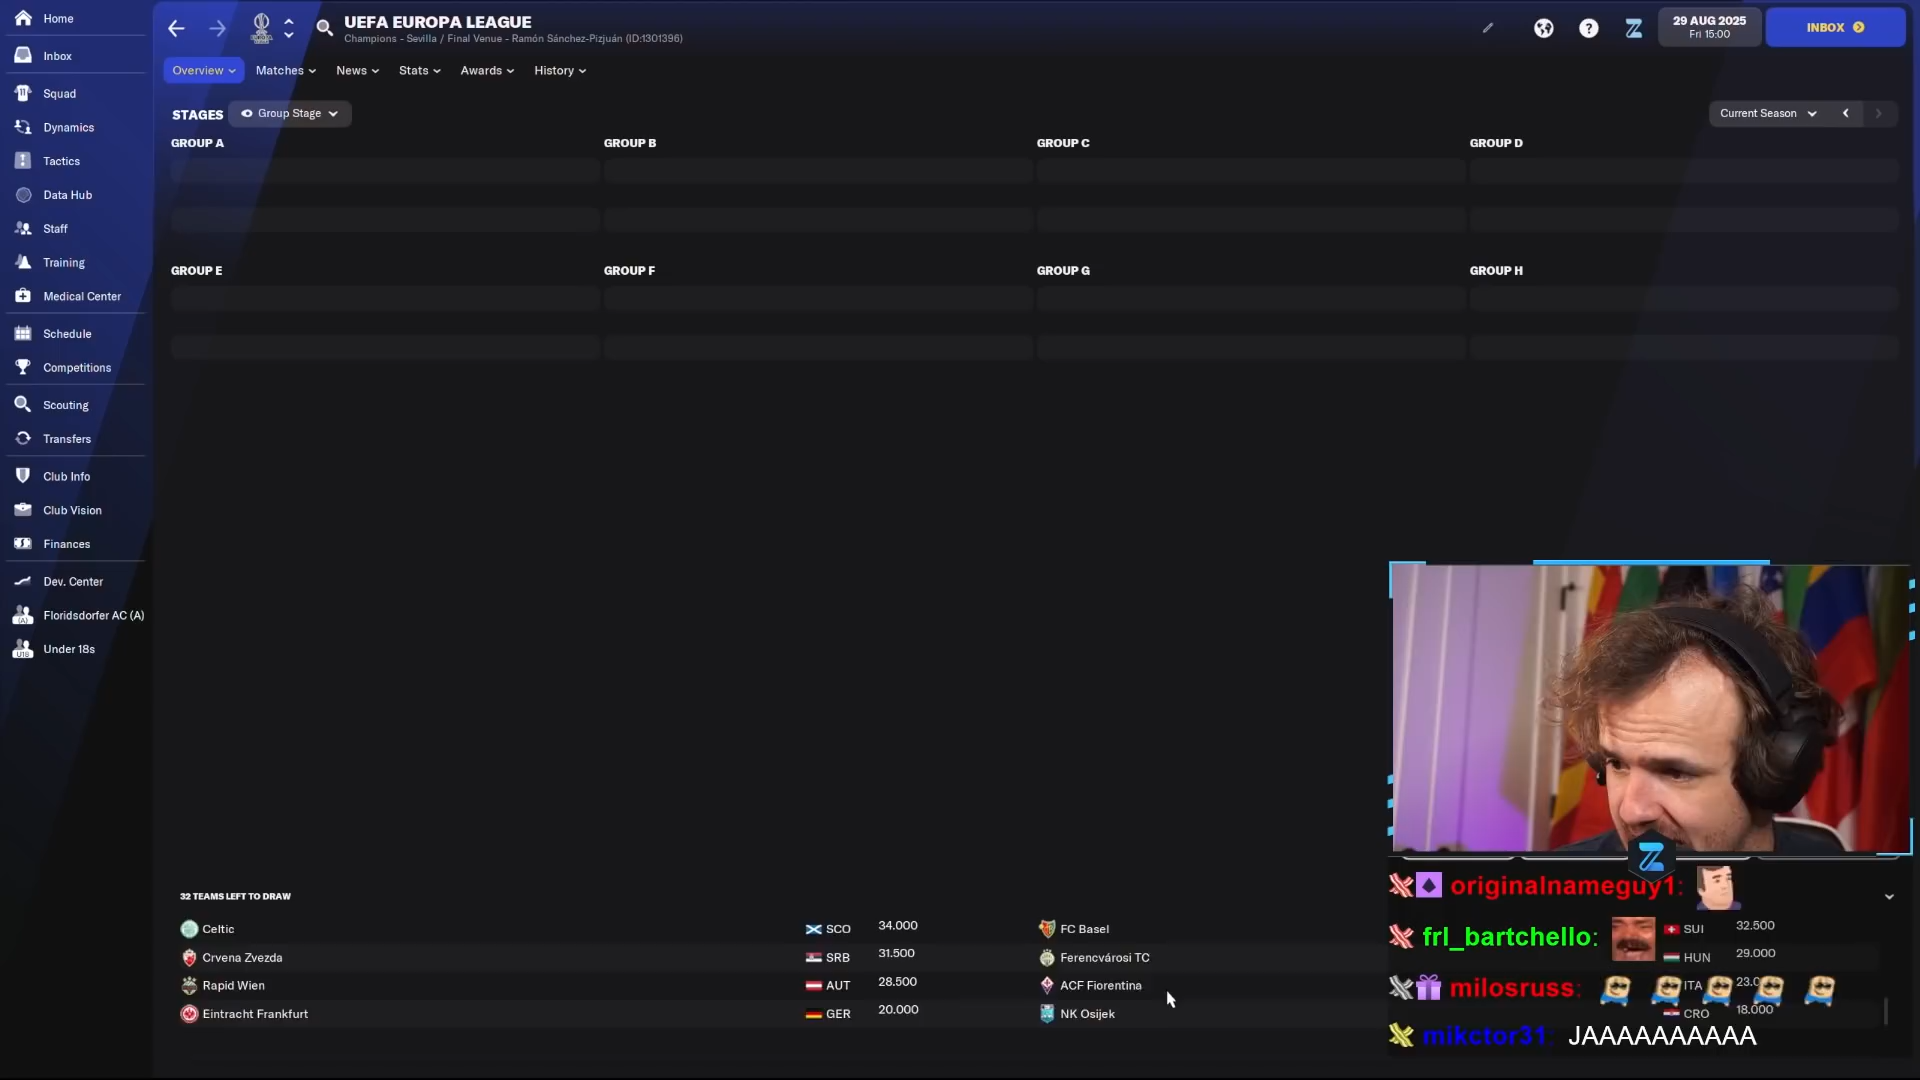 Home
Inbox
Squad
Dynamics
Tactics
Data Hub
Staff
Training
Medical Center
Schedule
Competitions
Scouting
Transfers
Club Info
Club Vision
Finances
Dev. Center
Floridsdorfer AC (A)
Under 18s
UEFA EUROPA LEAGUE
Champions - Sevilla / Final Venue - Ramón Sánchez-Pizjuán (ID:1301396)
29 AUG 2025
Fri 15:00
INBOX
Overview Matches News Stats Awards History
STAGES Group Stage Current Season
GROUP A GROUP B GROUP C GROUP D
GROUP E GROUP F GROUP G GROUP H
32 TEAMS LEFT TO DRAW
Celtic SCO 34.000 FC Basel SUI 32.500
Crvena Zvezda SRB 31.500 Ferencvárosi TC HUN 29.000
Rapid Wien AUT 28.500 ACF Fiorentina ITA
Eintracht Frankfurt GER 20.000 NK Osijek CRO 18.000
originalnameguy1:
frl_bartchello:
milosruss:
mikctor31: JAAAAAAAAAA